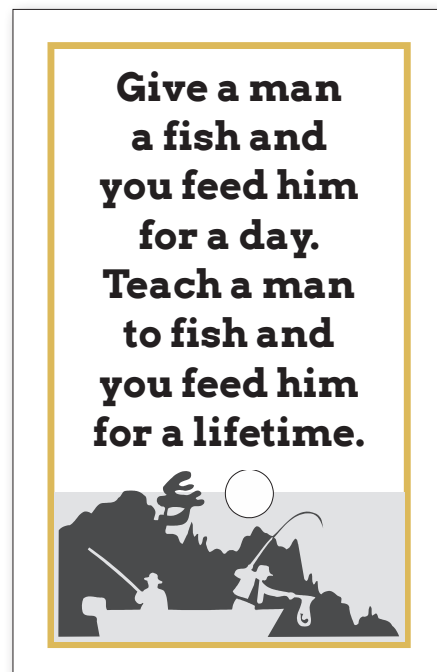 Give a man
a fish and
you feed him
for a day.
Teach a man
to fish and
you feed him
for a lifetime.